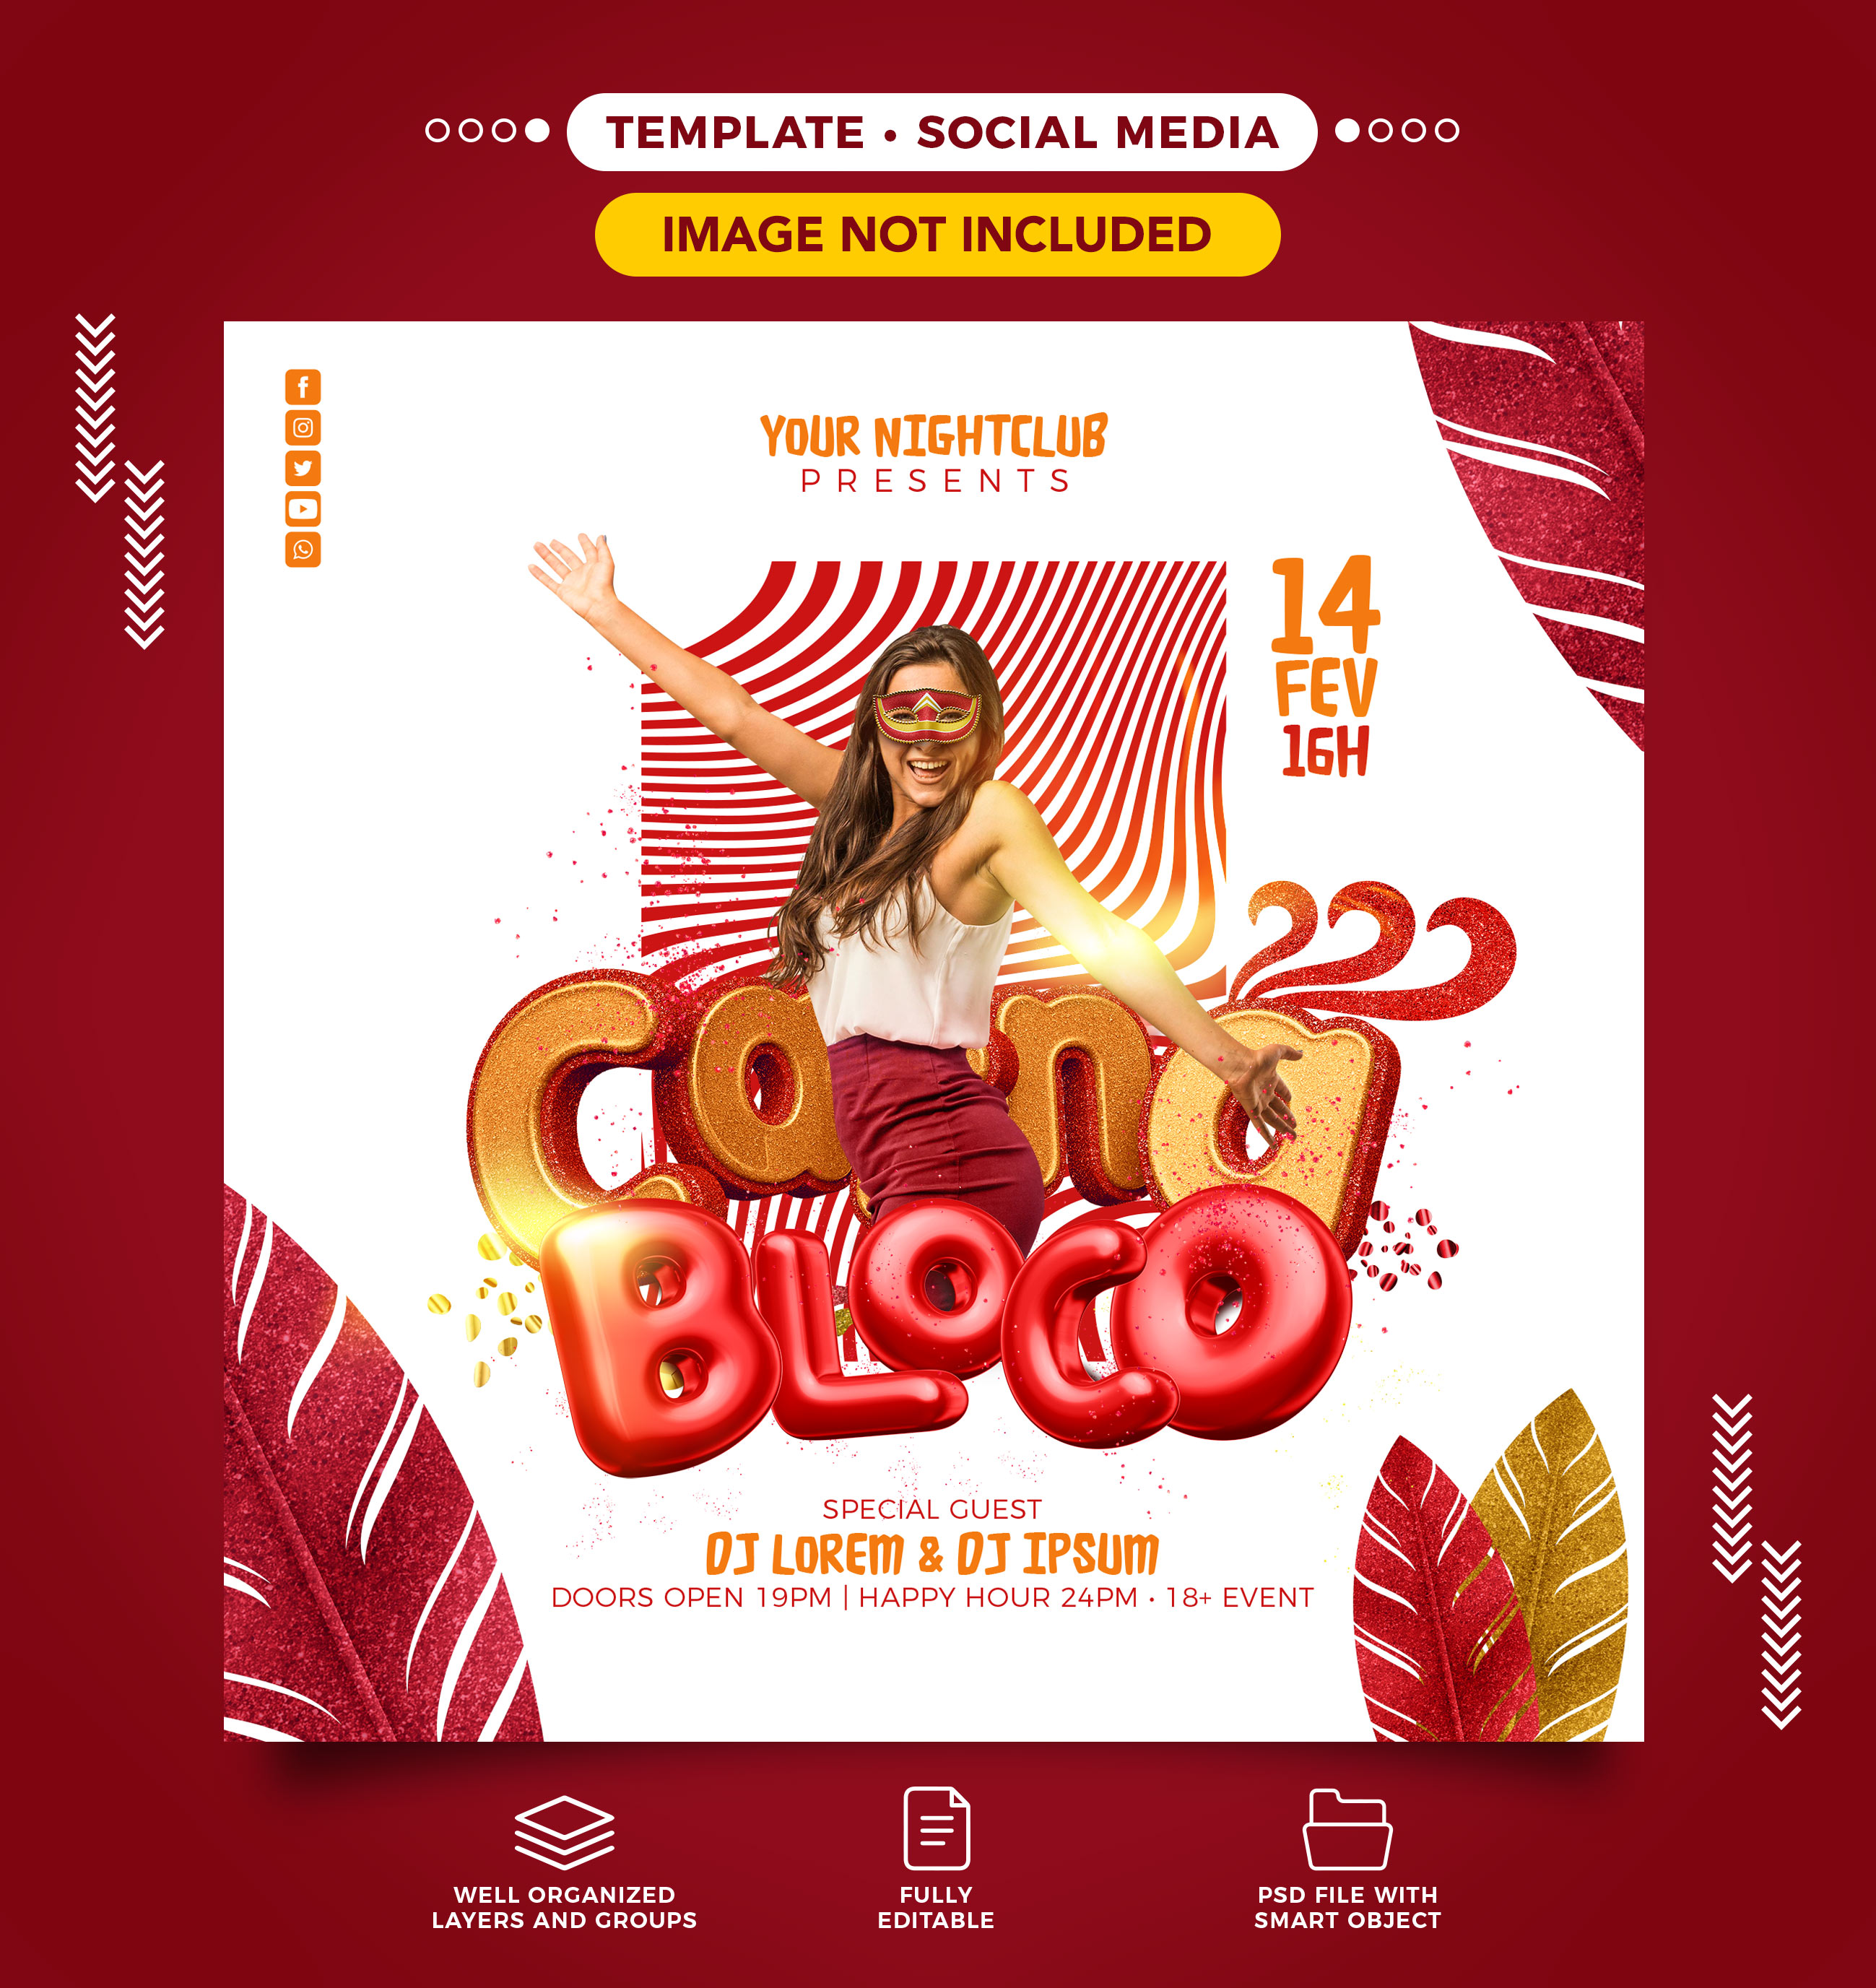 TEMPLATE • SOCIAL MEDIA
IMAGE NOT INCLUDED
YOUR NIGHTCLUB
PRESENTS
14
FEV
16H
Carna
BLOCO
SPECIAL GUEST
DJ LOREM & DJ IPSUM
DOORS OPEN 19PM | HAPPY HOUR 24PM • 18+ EVENT
WELL ORGANIZED
LAYERS AND GROUPS
FULLY
EDITABLE
PSD FILE WITH
SMART OBJECT